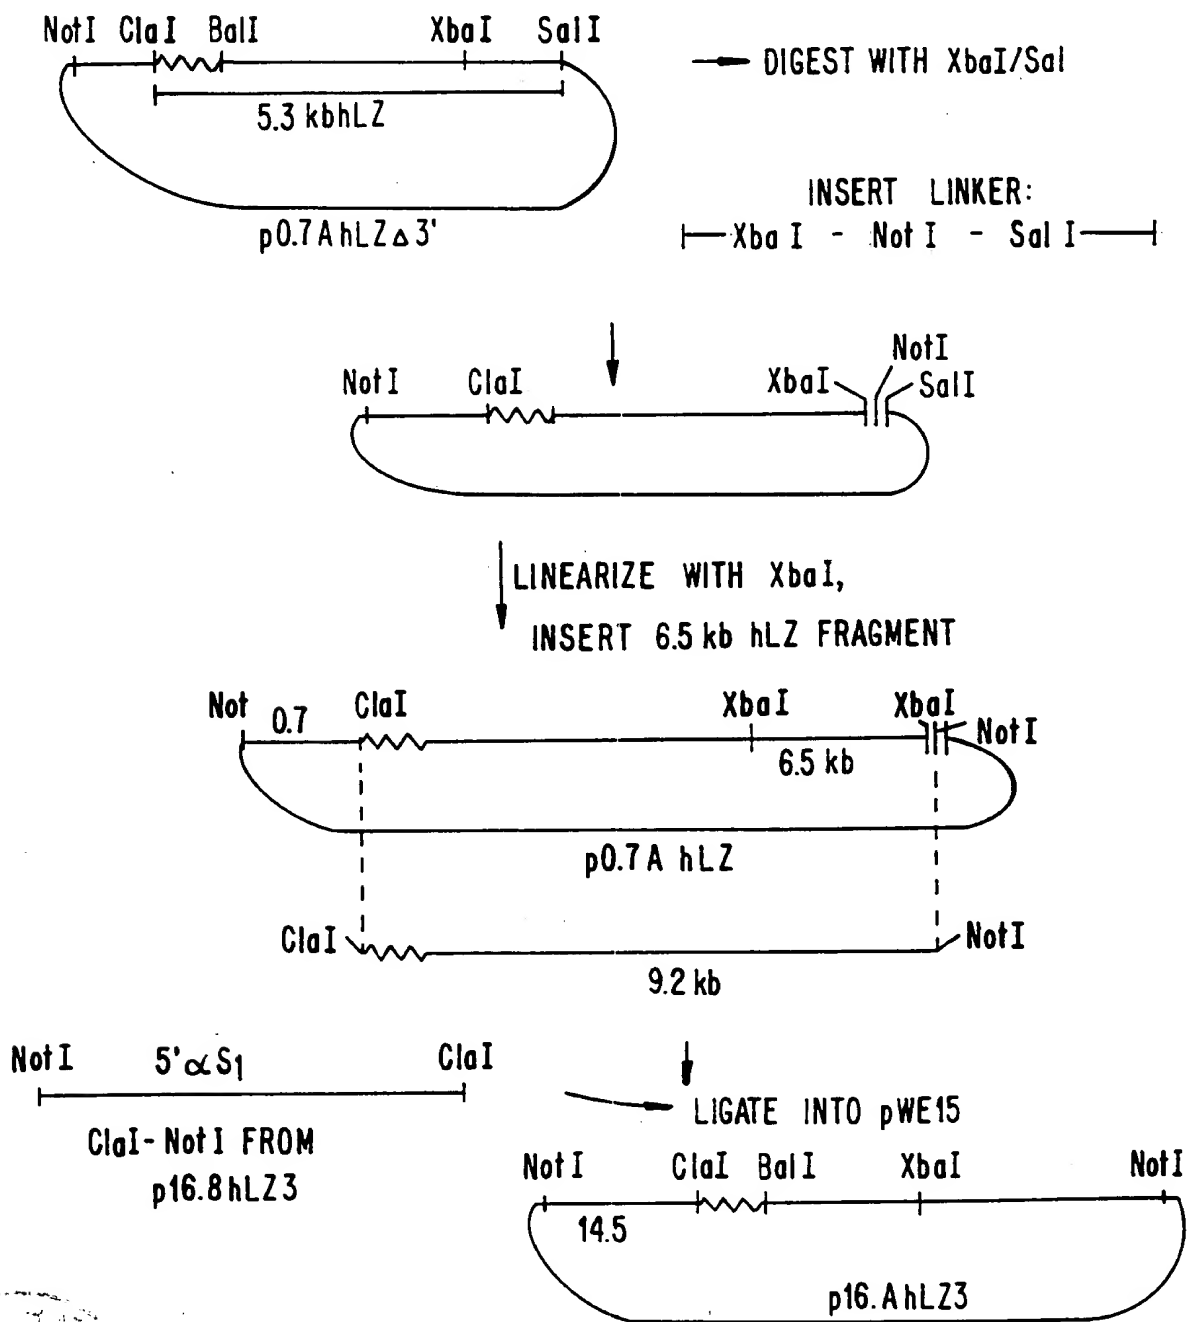 NotI ClaI BalI XbaI SalI
→ DIGEST WITH XbaI/Sal
5.3 kbhLZ
p0.7AhLZ△3'
INSERT LINKER:
XbaI - NotI - SalI
NotI
NotI ClaI XbaI SalI
LINEARIZE WITH XbaI,
INSERT 6.5 kb hLZ FRAGMENT
Not 0.7 ClaI XbaI XbaI
NotI
6.5 kb
p0.7A hLZ
ClaI NotI
9.2 kb
NotI 5'αS1 ClaI
LIGATE INTO pWE15
ClaI-NotI FROM
p16.8hLZ3
NotI ClaI BalI XbaI NotI
14.5
p16.AhLZ3